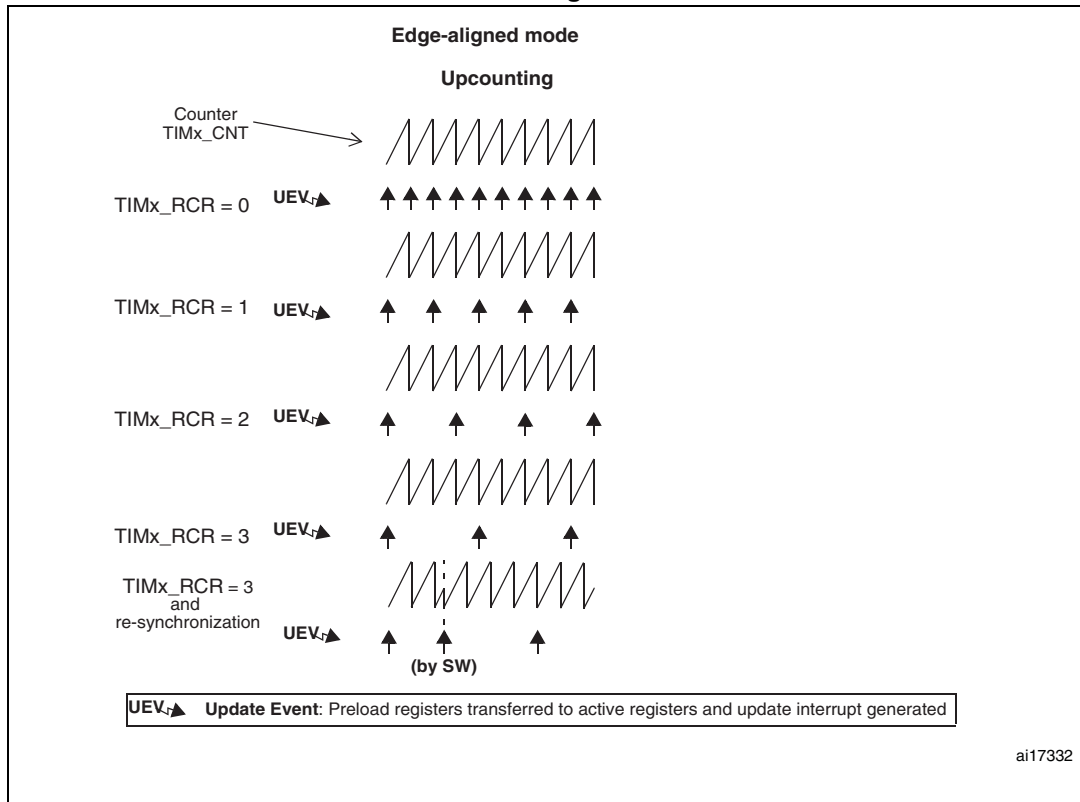 Edge-aligned mode
Upcounting
Counter
TIMx_CNT
TIMx_RCR = 0
UEV
TIMx_RCR = 1
UEV
TIMx_RCR = 2
UEV
TIMx_RCR = 3
UEV
TIMx_RCR = 3
and
re-synchronization
UEV
(by SW)
UEV Update Event: Preload registers transferred to active registers and update interrupt generated
ai17332